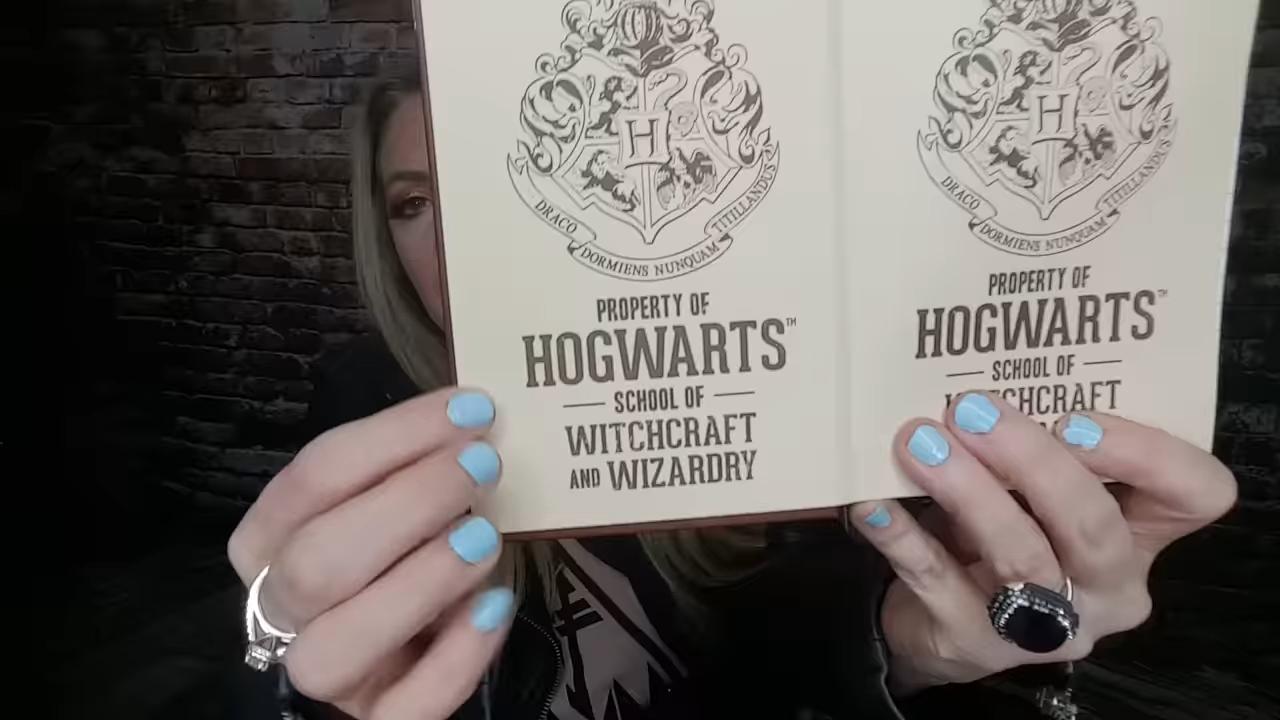 H
DRACO DORMIENS NUNQUAM TITILLANDUS
PROPERTY OF
HOGWARTS™
SCHOOL OF
WITCHCRAFT
AND WIZARDRY
H
DRACO DORMIENS NUNQUAM TITILLANDUS
PROPERTY OF
HOGWARTS™
SCHOOL OF
WITCHCRAFT